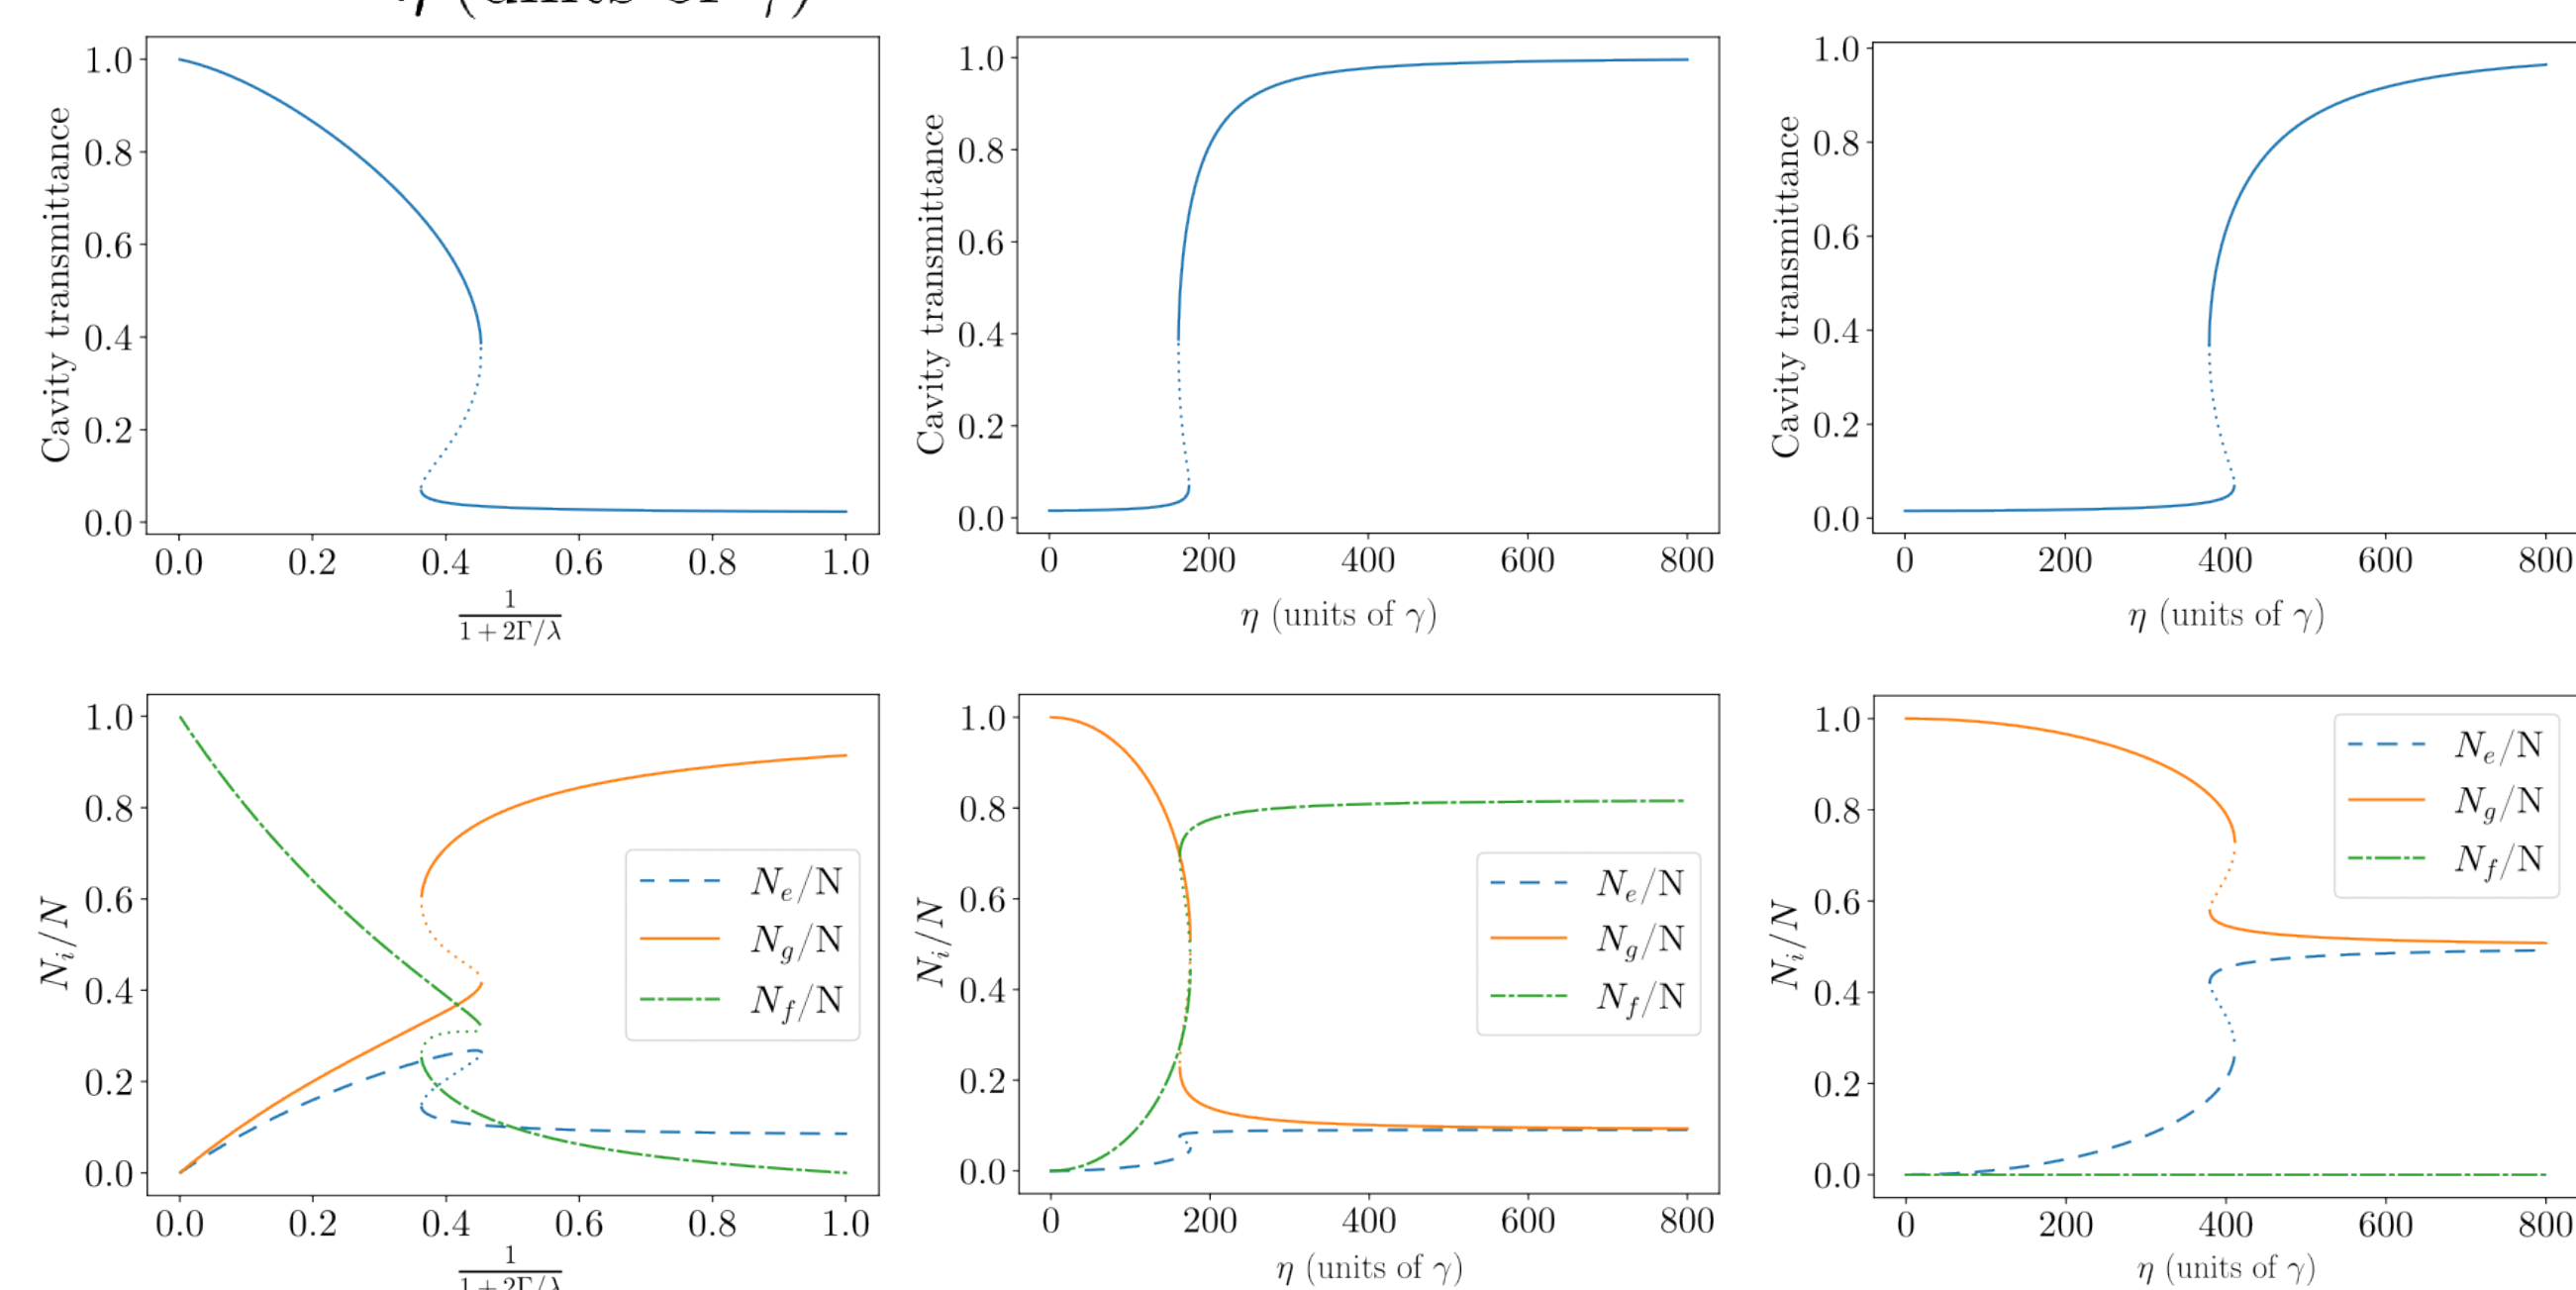 η (units of γ)
1.0
0.8
0.6
0.4
0.2
0.0
Cavity transmittance
0.0 0.2 0.4 0.6 0.8 1.0
1
1 + 2Γ/λ
1.0
0.8
0.6
0.4
0.2
0.0
Cavity transmittance
0 200 400 600 800
η (units of γ)
1.0
0.8
0.6
0.4
0.2
0.0
Cavity transmittance
0 200 400 600 800
η (units of γ)
1.0
0.8
0.6
0.4
0.2
0.0
N_i/N
N_e/N
N_g/N
N_f/N
0.0 0.2 0.4 0.6 0.8 1.0
1
1 + 2Γ/λ
1.0
0.8
0.6
0.4
0.2
0.0
N_i/N
N_e/N
N_g/N
N_f/N
0 200 400 600 800
η (units of γ)
1.0
0.8
0.6
0.4
0.2
0.0
N_i/N
N_e/N
N_g/N
N_f/N
0 200 400 600 800
η (units of γ)